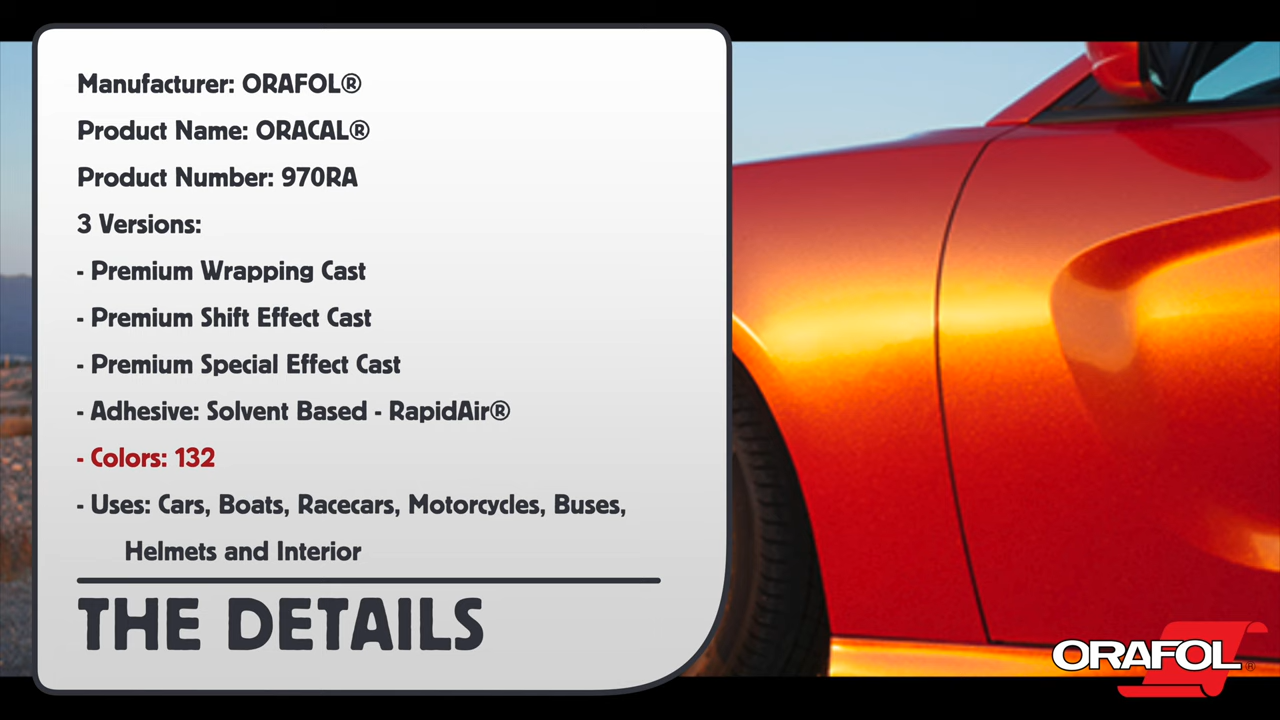 Manufacturer: ORAFOL®
Product Name: ORACAL®
Product Number: 970RA
3 Versions:
- Premium Wrapping Cast
- Premium Shift Effect Cast
- Premium Special Effect Cast
- Adhesive: Solvent Based - RapidAir®
- Colors: 132
- Uses: Cars, Boats, Racecars, Motorcycles, Buses,
Helmets and Interior
THE DETAILS
ORAFOL®